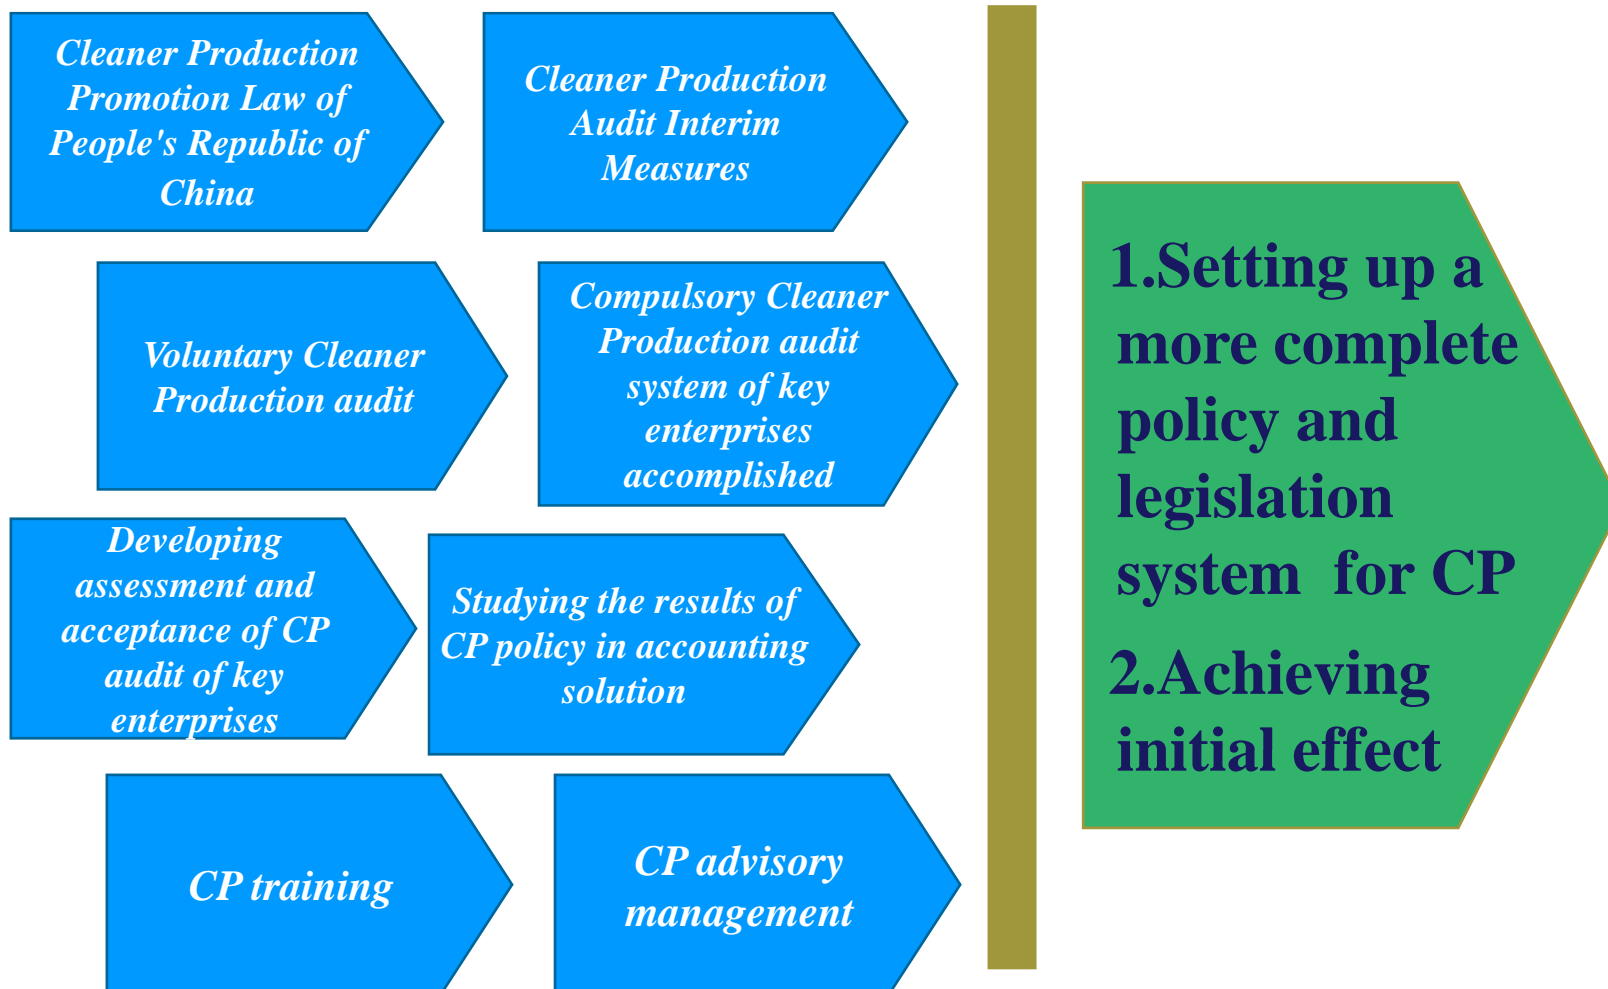 Cleaner Production
Promotion Law of
People's Republic of
China
Cleaner Production
Audit Interim
Measures
Voluntary Cleaner
Production audit
Compulsory Cleaner
Production audit
system of key
enterprises
accomplished
Developing
assessment and
acceptance of CP
audit of key
enterprises
Studying the results of
CP policy in accounting
solution
CP training
CP advisory
management
1.Setting up a
more complete
policy and
legislation
system for CP
2.Achieving
initial effect